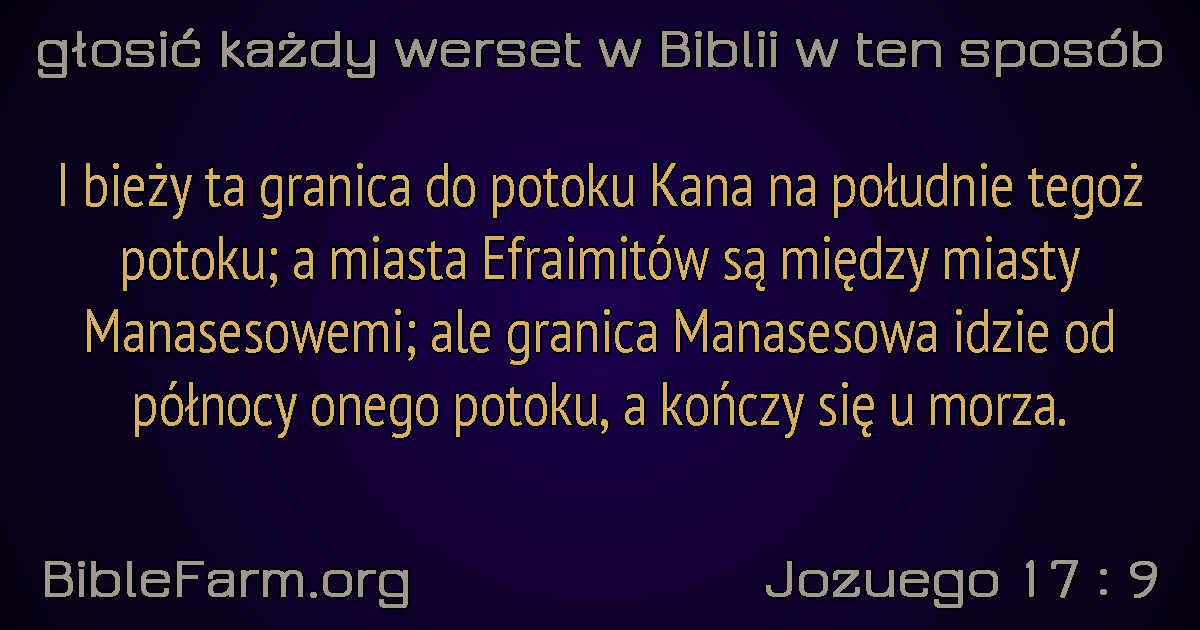 głosić każdy werset w Biblii w ten sposób
I bieży ta granica do potoku Kana na południe tegoż
potoku; a miasta Efraimitów są między miasty
Manasesowemi; ale granica Manasesowa idzie od
północy onego potoku, a kończy się u morza.
BibleFarm.org
Jozuego 17 : 9